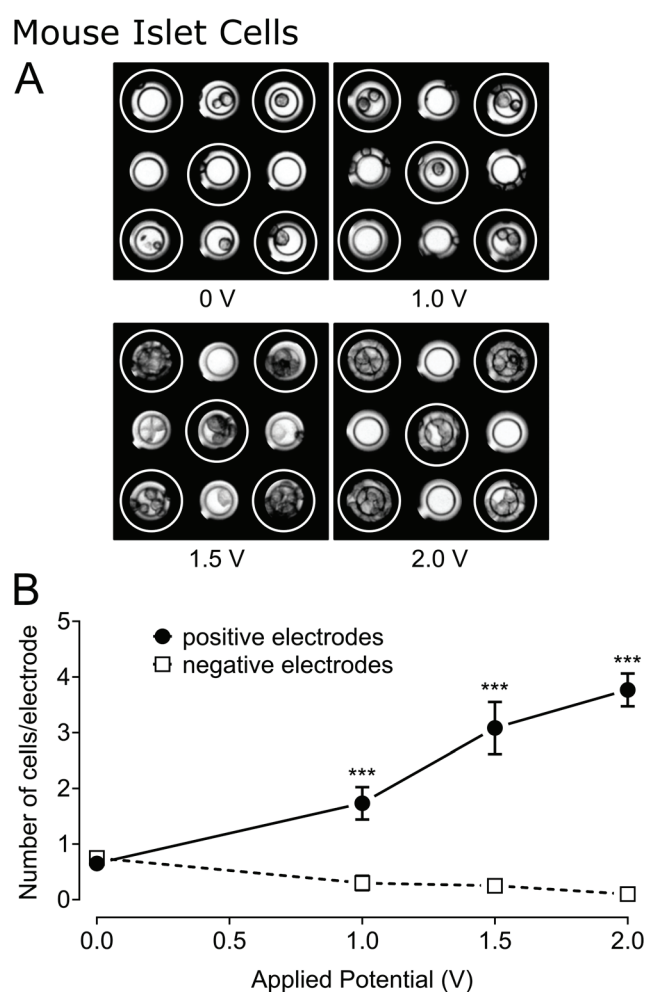 Mouse Islet Cells
A
0 V
1.0 V
1.5 V
2.0 V
B
5
4
3
2
1
0
Number of cells/electrode
positive electrodes
negative electrodes
***
***
***
0.0
0.5
1.0
1.5
2.0
Applied Potential (V)